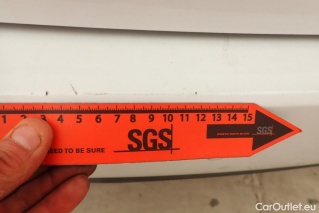 1 2 3 4 5 6 7 8 9 10 11 12 13 14 15
EED TO BE SURE SGS SGS
CarOutlet.eu